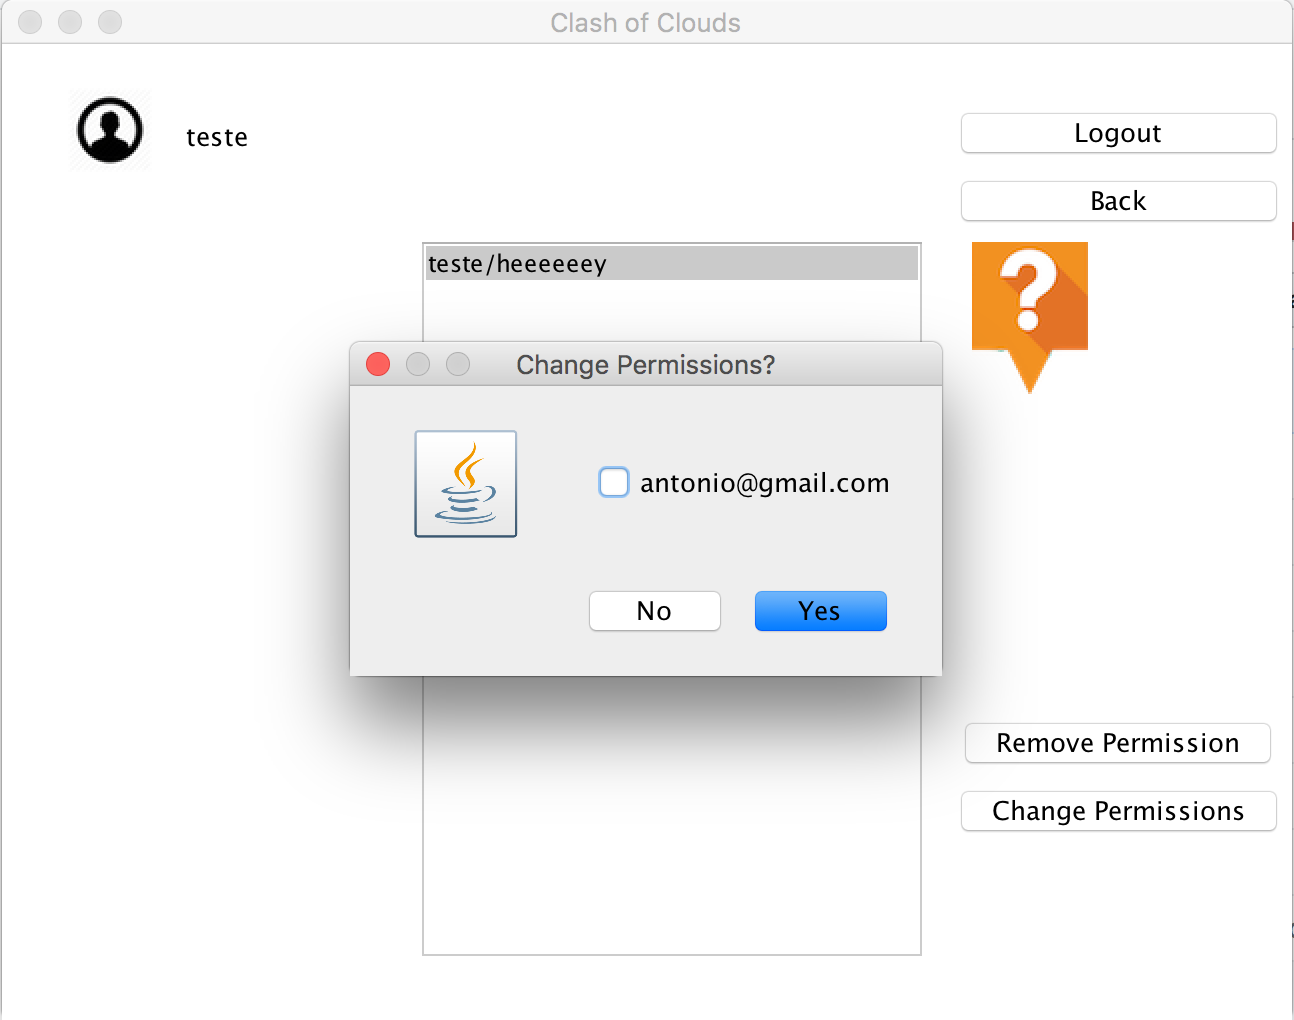 Clash of Clouds
teste
Logout
Back
teste/heeeeeey
?
Change Permissions?
antonio@gmail.com
No
Yes
Remove Permission
Change Permissions